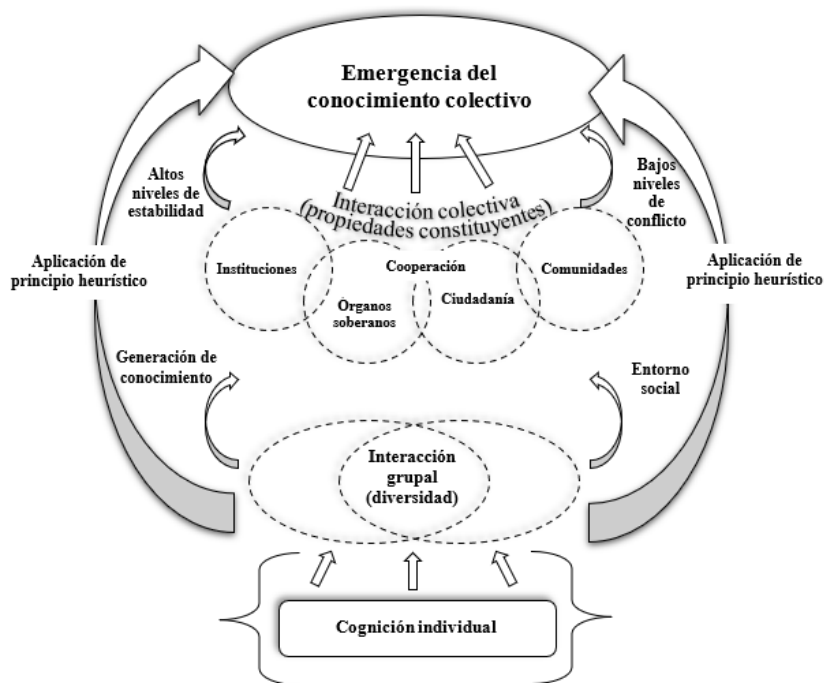 Emergencia del
conocimiento colectivo
Altos
niveles de
estabilidad
Bajos
niveles
de
conflicto
Interacción colectiva
(propiedades constituyentes)
Aplicación de
principio heurístico
Instituciones
Cooperación
Comunidades
Aplicación de
principio heurístico
Órganos
soberanos
Ciudadanía
Generación de
conocimiento
Entorno
social
Interacción
grupal
(diversidad)
Cognición individual